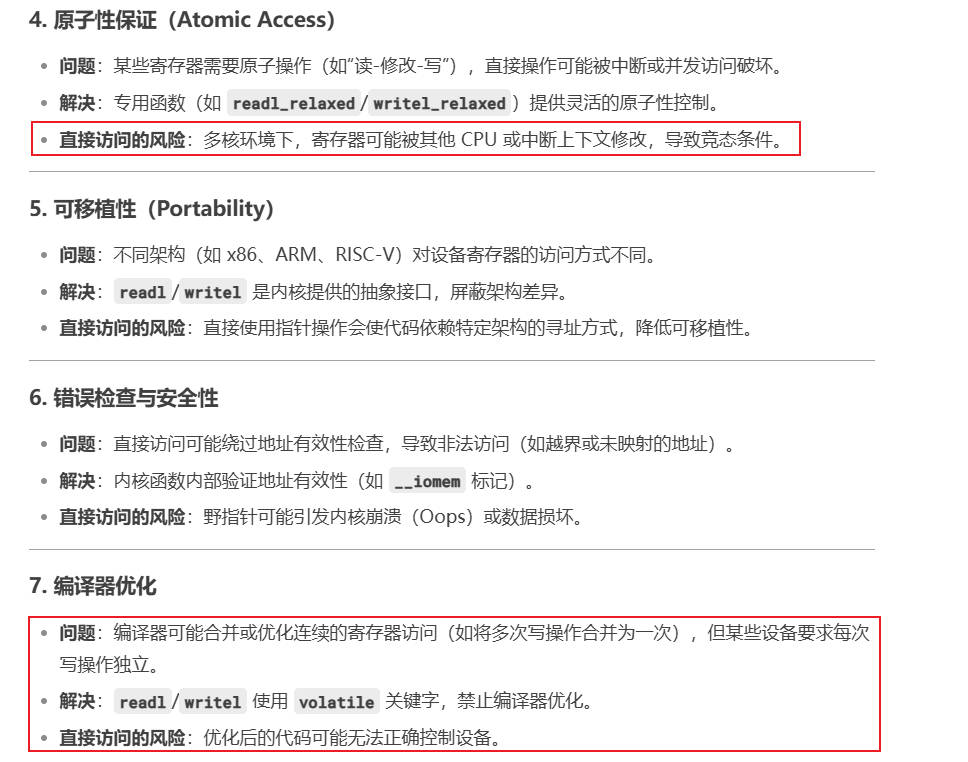 4. 原子性保证（Atomic Access）
问题：某些寄存器需要原子操作（如“读-修改-写”），直接操作可能被中断或并发访问破坏。
解决：专用函数（如 readl_relaxed/writel_relaxed）提供灵活的原子性控制。
直接访问的风险：多核环境下，寄存器可能被其他 CPU 或中断上下文修改，导致竞态条件。
5. 可移植性（Portability）
问题：不同架构（如 x86、ARM、RISC-V）对设备寄存器的访问方式不同。
解决：readl/writel 是内核提供的抽象接口，屏蔽架构差异。
直接访问的风险：直接使用指针操作会使代码依赖特定架构的寻址方式，降低可移植性。
6. 错误检查与安全性
问题：直接访问可能绕过地址有效性检查，导致非法访问（如越界或未映射的地址）。
解决：内核函数内部验证地址有效性（如 __iomem 标记）。
直接访问的风险：野指针可能引发内核崩溃（Oops）或数据损坏。
7. 编译器优化
问题：编译器可能合并或优化连续的寄存器访问（如将多次写操作合并为一次），但某些设备要求每次
写操作独立。
解决：readl/writel 使用 volatile 关键字，禁止编译器优化。
直接访问的风险：优化后的代码可能无法正确控制设备。